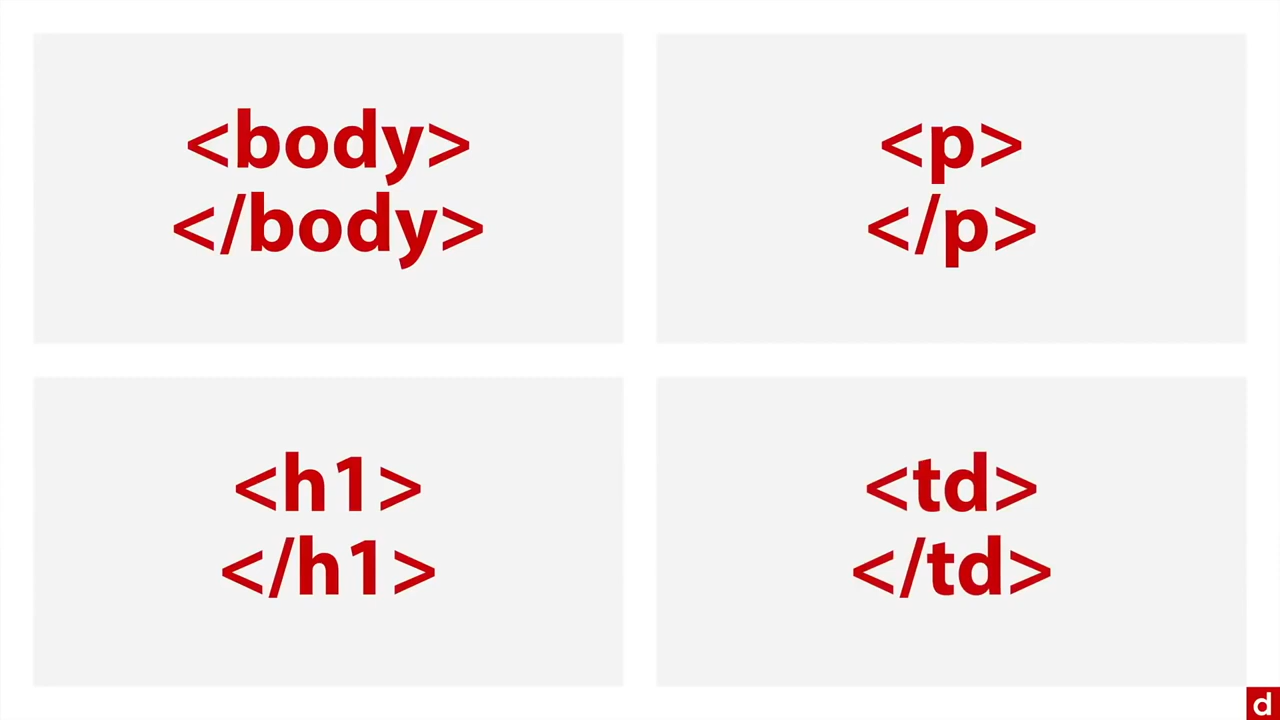 <body>
</body>
<p>
</p>
<h1>
</h1>
<td>
</td>
d